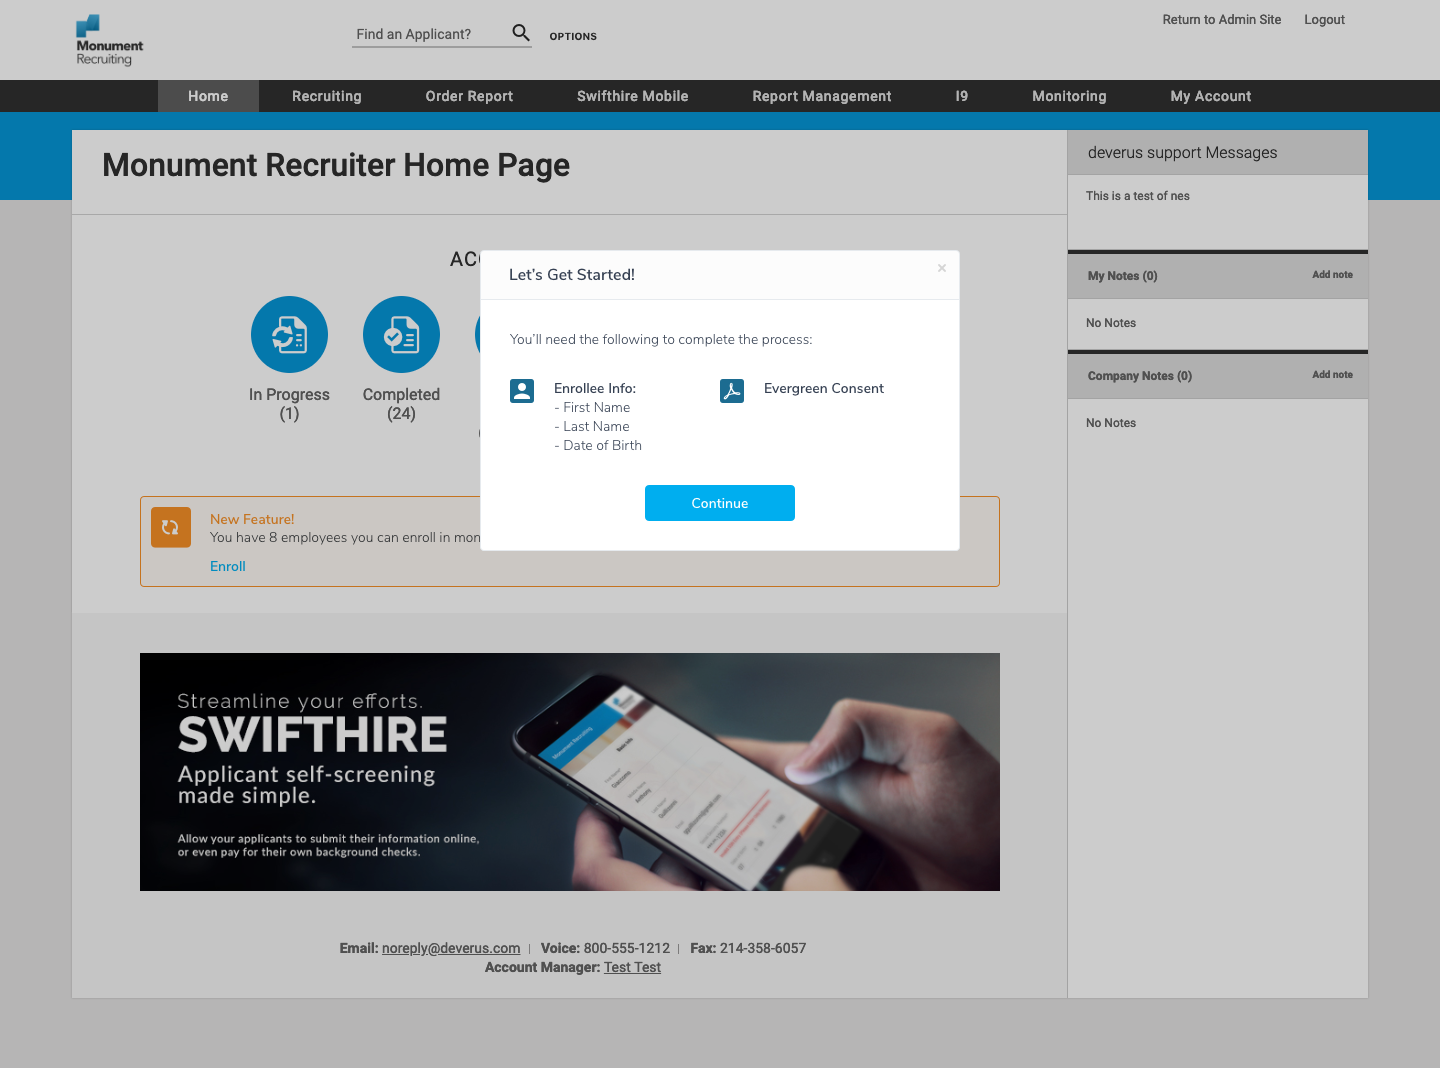 Monument
Recruiting
Find an Applicant?
OPTIONS
Return to Admin Site
Logout
Home
Recruiting
Order Report
Swifthire Mobile
Report Management
I9
Monitoring
My Account
Monument Recruiter Home Page
In Progress
(1)
Completed
(24)
New Feature!
You have 8 employees you can enroll in
Enroll
Let's Get Started!
×
You'll need the following to complete the process:
Enrollee Info:
- First Name
- Last Name
- Date of Birth
Evergreen Consent
Continue
deverus support Messages
This is a test of nes
My Notes (0)
Add note
No Notes
Company Notes (0)
Add note
No Notes
Streamline your efforts.
SWIFTHIRE
Applicant self-screening
made simple.
Allow your applicants to submit their information online,
or even pay for their own background checks.
Monument Recruiting
Basic Info
Email: noreply@deverus.com | Voice: 800-555-1212 | Fax: 214-358-6057
Account Manager: Test Test